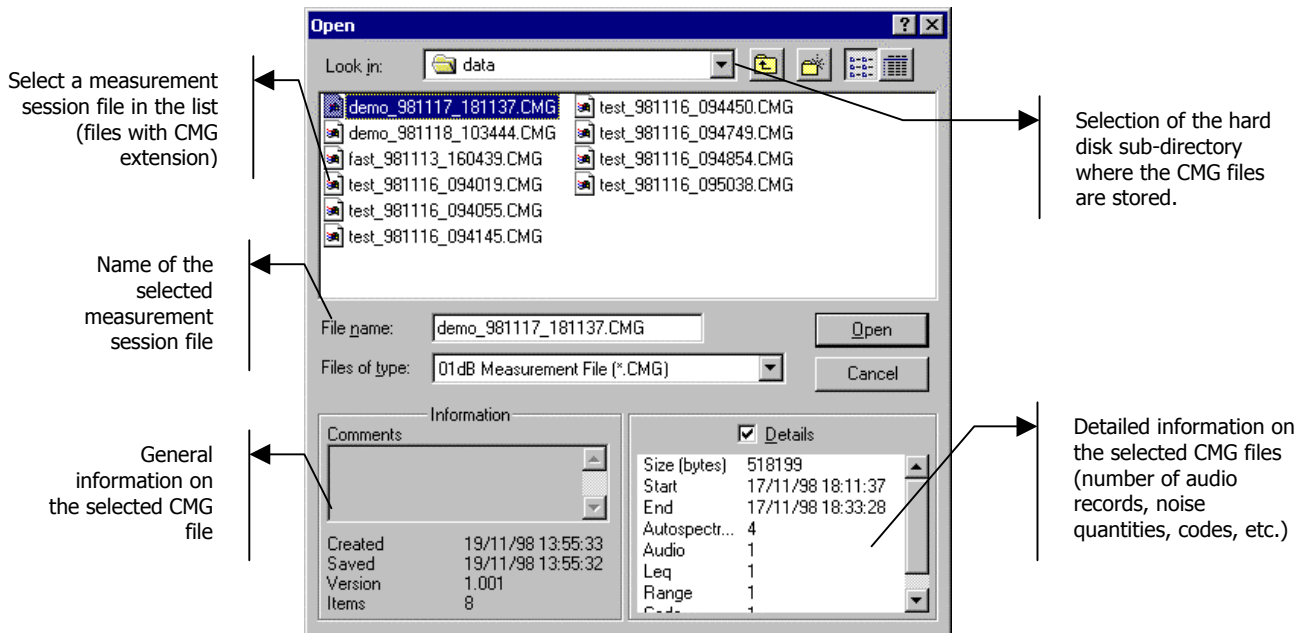 Open
Look in: data
demo_981117_181137.CMG
demo_981118_103444.CMG
fast_981113_160439.CMG
test_981116_094019.CMG
test_981116_094055.CMG
test_981116_094145.CMG
test_981116_094450.CMG
test_981116_094749.CMG
test_981116_094854.CMG
test_981116_095038.CMG
File name: demo_981117_181137.CMG
Open
Files of type: 01dB Measurement File (*.CMG)
Cancel
Information
Comments
Created 19/11/98 13:55:33
Saved 19/11/98 13:55:32
Version 1.001
Items 8
Details
Size (bytes) 518199
Start 17/11/98 18:11:37
End 17/11/98 18:33:28
Autospectr... 4
Audio 1
Leq 1
Range 1
Code 1
Select a measurement
session file in the list
(files with CMG
extension)
Name of the
selected
measurement
session file
General
information on
the selected CMG
file
Selection of the hard
disk sub-directory
where the CMG files
are stored.
Detailed information on
the selected CMG files
(number of audio
records, noise
quantities, codes, etc.)